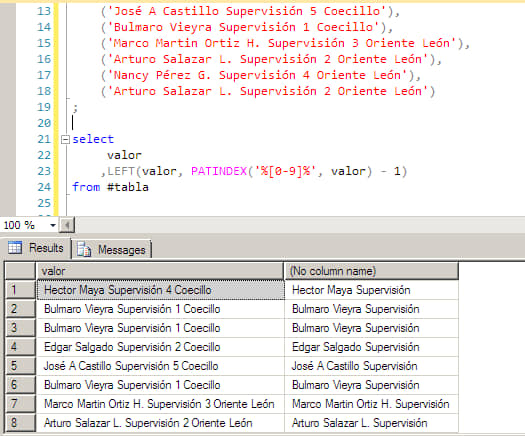 13 ('José A Castillo Supervisión 5 Coecillo'),
14 ('Bulmaro Vieyra Supervisión 1 Coecillo'),
15 ('Marco Martin Ortiz H. Supervisión 3 Oriente León'),
16 ('Arturo Salazar L. Supervisión 2 Oriente León'),
17 ('Nancy Pérez G. Supervisión 4 Oriente León'),
18 ('Arturo Salazar L. Supervisión 2 Oriente León')
19 ;
20
21 select
22 valor
23 ,LEFT(valor, PATINDEX('%[0-9]%', valor) - 1)
24 from #tabla
25
100 %
Results Messages
valor (No column name)
1 Hector Maya Supervisión 4 Coecillo Hector Maya Supervisión
2 Bulmaro Vieyra Supervisión 1 Coecillo Bulmaro Vieyra Supervisión
3 Bulmaro Vieyra Supervisión 1 Coecillo Bulmaro Vieyra Supervisión
4 Edgar Salgado Supervisión 2 Coecillo Edgar Salgado Supervisión
5 José A Castillo Supervisión 5 Coecillo José A Castillo Supervisión
6 Bulmaro Vieyra Supervisión 1 Coecillo Bulmaro Vieyra Supervisión
7 Marco Martin Ortiz H. Supervisión 3 Oriente León Marco Martin Ortiz H. Supervisión
8 Arturo Salazar L. Supervisión 2 Oriente León Arturo Salazar L. Supervisión